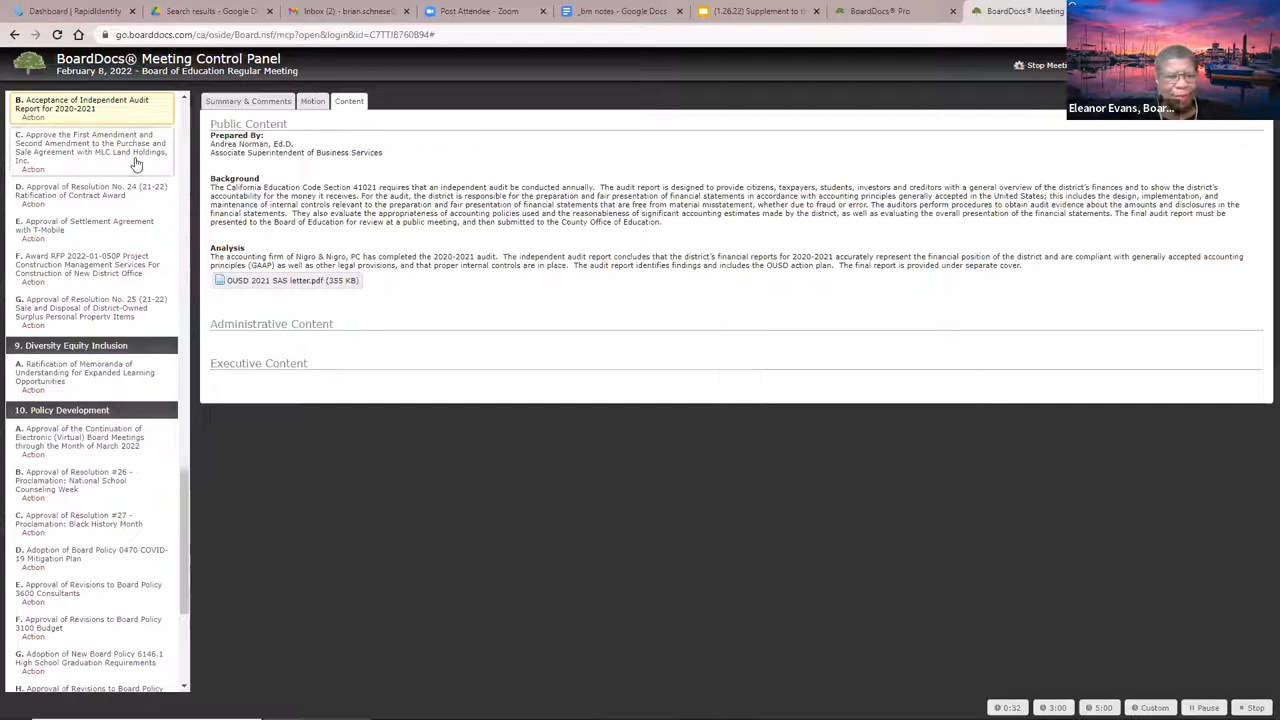 Dashboard | RapidIdentity
Search results - Google D
Inbox (2) - brian.schnese@
Post Attendee - Zoom
_bm notes - Google Docs
(1.26.22) Supplement to t
BoardDocs® Pro
BoardDocs® Meeting
go.boarddocs.com/ca/oside/Board.nsf/mcp?open&login&id=C7TTJB760894#
BoardDocs® Meeting Control Panel
February 8, 2022 - Board of Education Regular Meeting
Stop Meeti
Eleanor Evans, Boar...
B. Acceptance of Independent Audit
Report for 2020-2021
Action
C. Approve the First Amendment and
Second Amendment to the Purchase and
Sale Agreement with MLC Land Holdings,
Inc.
Action
D. Approval of Resolution No. 24 (21-22)
Ratification of Contract Award
Action
E. Approval of Settlement Agreement
with T-Mobile
Action
F. Award RFP 2022-01-050P Project
Construction Management Services For
Construction of New District Office
Action
G. Approval of Resolution No. 25 (21-22)
Sale and Disposal of District-Owned
Surplus Personal Property Items
Action
9. Diversity Equity Inclusion
A. Ratification of Memoranda of
Understanding for Expanded Learning
Opportunities
Action
10. Policy Development
A. Approval of the Continuation of
Electronic (Virtual) Board Meetings
through the Month of March 2022
Action
B. Approval of Resolution #26 -
Proclamation: National School
Counseling Week
Action
C. Approval of Resolution #27 -
Proclamation: Black History Month
Action
D. Adoption of Board Policy 0470 COVID-
19 Mitigation Plan
Action
E. Approval of Revisions to Board Policy
3600 Consultants
Action
F. Approval of Revisions to Board Policy
3100 Budget
Action
G. Adoption of New Board Policy 6146.1
High School Graduation Requirements
Action
H. Approval of Revisions to Board Policy
Summary & Comments
Motion
Content
Public Content
Prepared By:
Andrea Norman, Ed.D.
Associate Superintendent of Business Services
Background
The California Education Code Section 41021 requires that an independent audit be conducted annually. The audit report is designed to provide citizens, taxpayers, students, investors and creditors with a general overview of the district's finances and to show the district's
accountability for the money it receives. For the audit, the district is responsible for the preparation and fair presentation of financial statements in accordance with accounting principles generally accepted in the United States; this includes the design, implementation, and
maintenance of internal controls relevant to the preparation and fair presentation of financial statements that are free from material misstatement, whether due to fraud or error. The auditors perform procedures to obtain audit evidence about the amounts and disclosures in the
financial statements. They also evaluate the appropriateness of accounting policies used and the reasonableness of significant accounting estimates made by the district, as well as evaluating the overall presentation of the financial statements. The final audit report must be
presented to the Board of Education for review at a public meeting, and then submitted to the County Office of Education.
Analysis
The accounting firm of Nigro & Nigro, PC has completed the 2020-2021 audit. The independent audit report concludes that the district's financial reports for 2020-2021 accurately represent the financial position of the district and are compliant with generally accepted accounting
principles (GAAP) as well as other legal provisions, and that proper internal controls are in place. The audit report identifies findings and includes the OUSD action plan. The final report is provided under separate cover.
OUSD 2021 SAS letter.pdf (355 KB)
Administrative Content
Executive Content
0:32
3:00
5:00
Custom
Pause
Stop